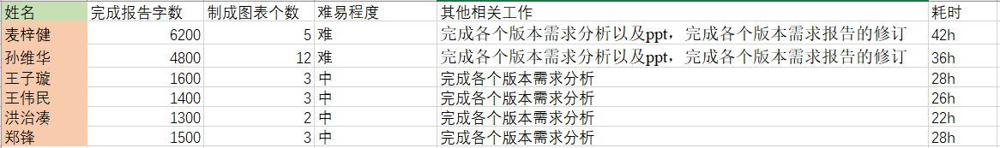 姓名 完成报告字数 制成图表个数 难易程度 其他相关工作 耗时
麦梓健 6200 5 难 完成各个版本需求分析以及ppt，完成各个版本需求报告的修订 42h
孙维华 4800 12 难 完成各个版本需求分析以及ppt，完成各个版本需求报告的修订 36h
王子璇 1600 3 中 完成各个版本需求分析 28h
王伟民 1400 3 中 完成各个版本需求分析 26h
洪治凑 1300 2 中 完成各个版本需求分析 22h
郑锋 1500 3 中 完成各个版本需求分析 28h